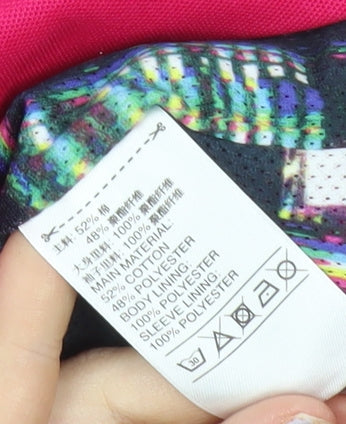 主料: 52% 棉
48% 聚酯纤维
大身里料: 100% 聚酯纤维
袖子里料: 100% 聚酯纤维
MAIN MATERIAL:
52% COTTON
48% POLYESTER
BODY LINING:
100% POLYESTER
SLEEVE LINING:
100% POLYESTER
30